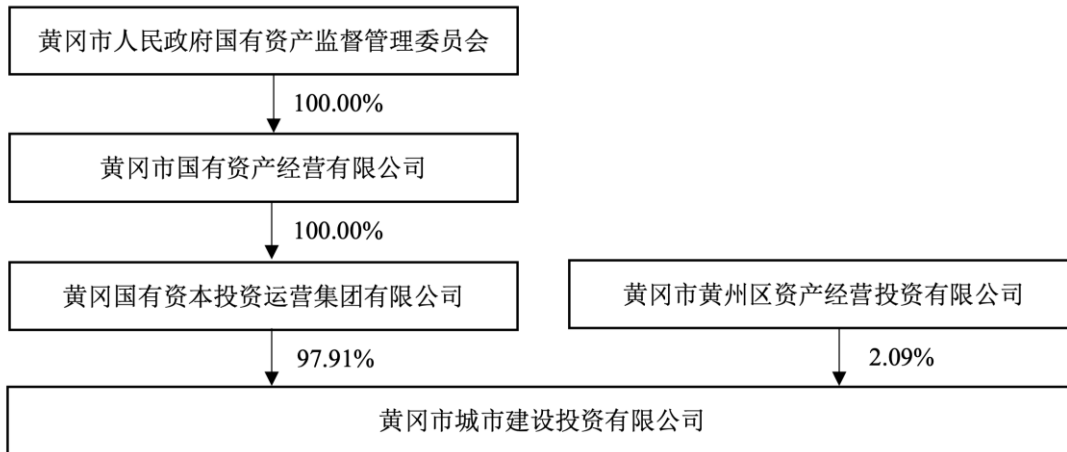 黄冈市人民政府国有资产监督管理委员会
100.00%
黄冈市国有资产经营有限公司
100.00%
黄冈国有资本投资运营集团有限公司
黄冈市黄州区资产经营投资有限公司
97.91%
2.09%
黄冈市城市建设投资有限公司